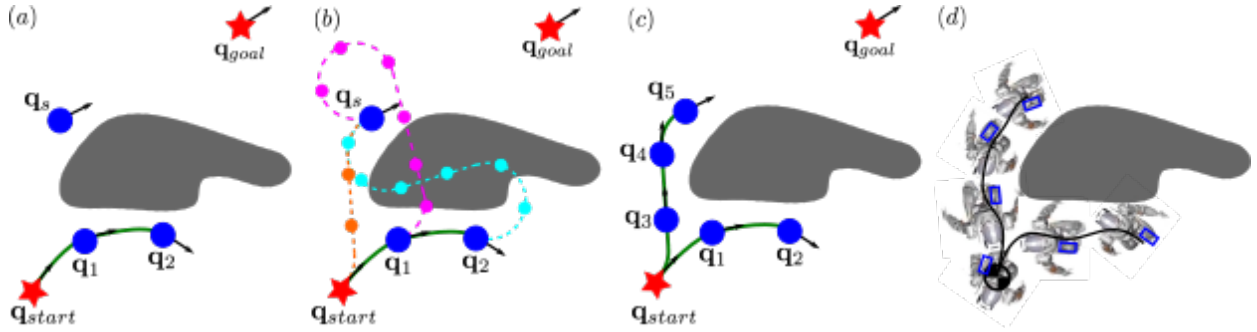 (a)
q_goal
q_s
q_1
q_2
q_start
(b)
q_goal
q_s
q_1
q_2
q_start
(c)
q_goal
q_5
q_4
q_3
q_1
q_2
q_start
(d)